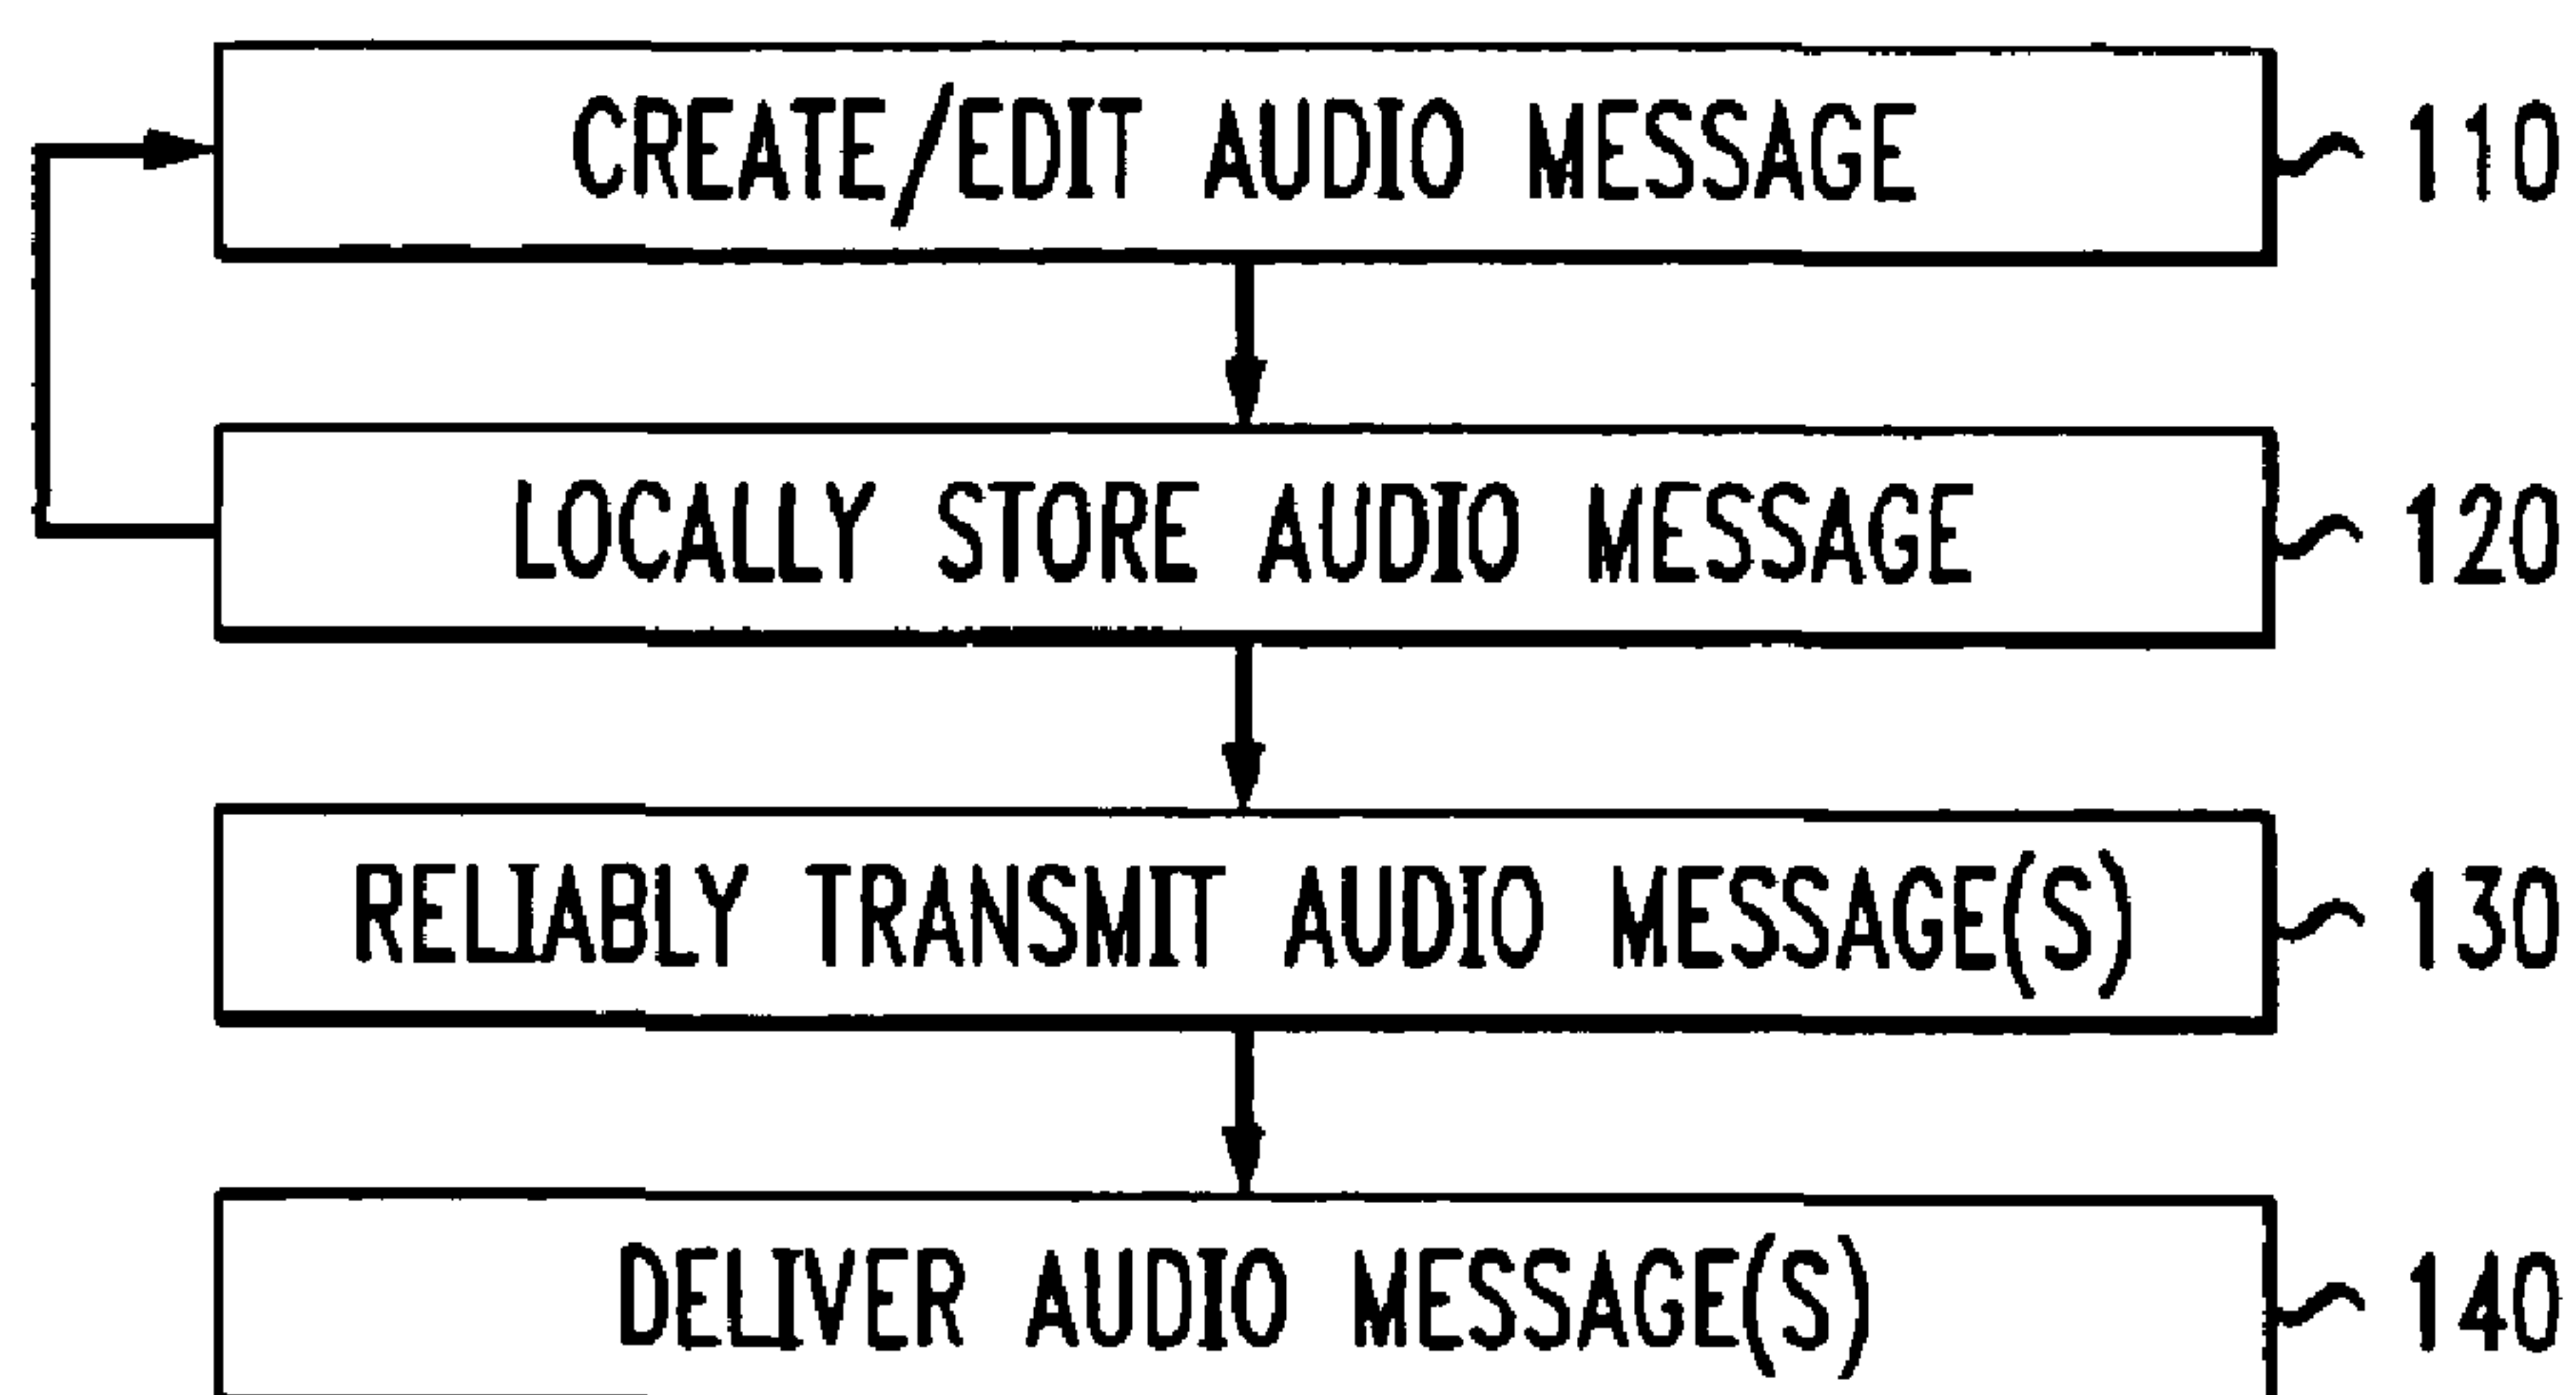 CREATE/EDIT AUDIO MESSAGE 110
LOCALLY STORE AUDIO MESSAGE 120
RELIABLY TRANSMIT AUDIO MESSAGE(S) 130
DELIVER AUDIO MESSAGE(S) 140